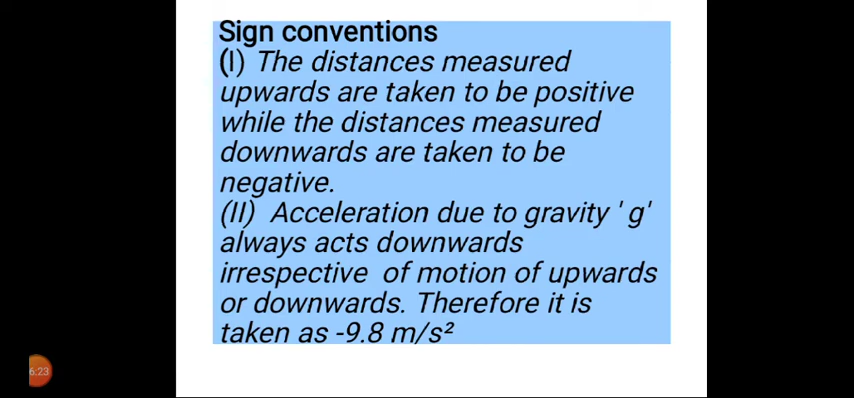 Sign conventions
(I) The distances measured
upwards are taken to be positive
while the distances measured
downwards are taken to be
negative.
(II) Acceleration due to gravity ' g'
always acts downwards
irrespective of motion of upwards
or downwards. Therefore it is
taken as -9.8 m/s²
6:23